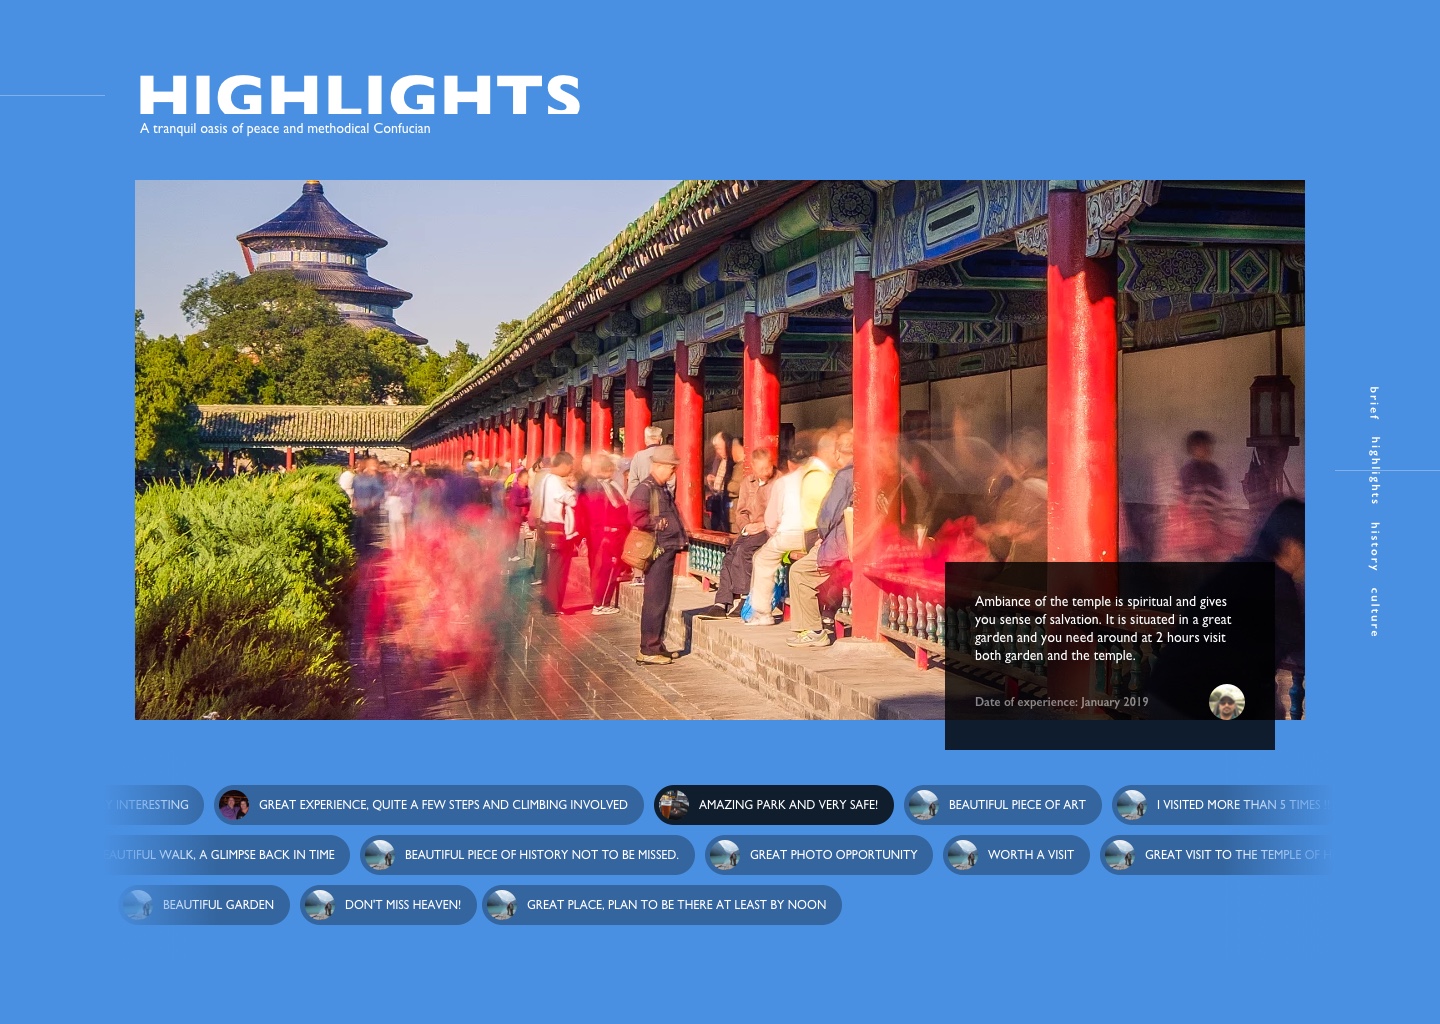 HIGHLIGHTS
A tranquil oasis of peace and methodical Confucian
brief highlights history culture
Ambiance of the temple is spiritual and gives
you sense of salvation. It is situated in a great
garden and you need around at 2 hours visit
both garden and the temple.
Date of experience: January 2019
INTERESTING
GREAT EXPERIENCE, QUITE A FEW STEPS AND CLIMBING INVOLVED
AMAZING PARK AND VERY SAFE!
BEAUTIFUL PIECE OF ART
I VISITED MORE THAN 5 TIMES
WALK, A GLIMPSE BACK IN TIME
BEAUTIFUL PIECE OF HISTORY NOT TO BE MISSED.
GREAT PHOTO OPPORTUNITY
WORTH A VISIT
GREAT VISIT TO THE TEMPLE OF
BEAUTIFUL GARDEN
DON'T MISS HEAVEN!
GREAT PLACE, PLAN TO BE THERE AT LEAST BY NOON